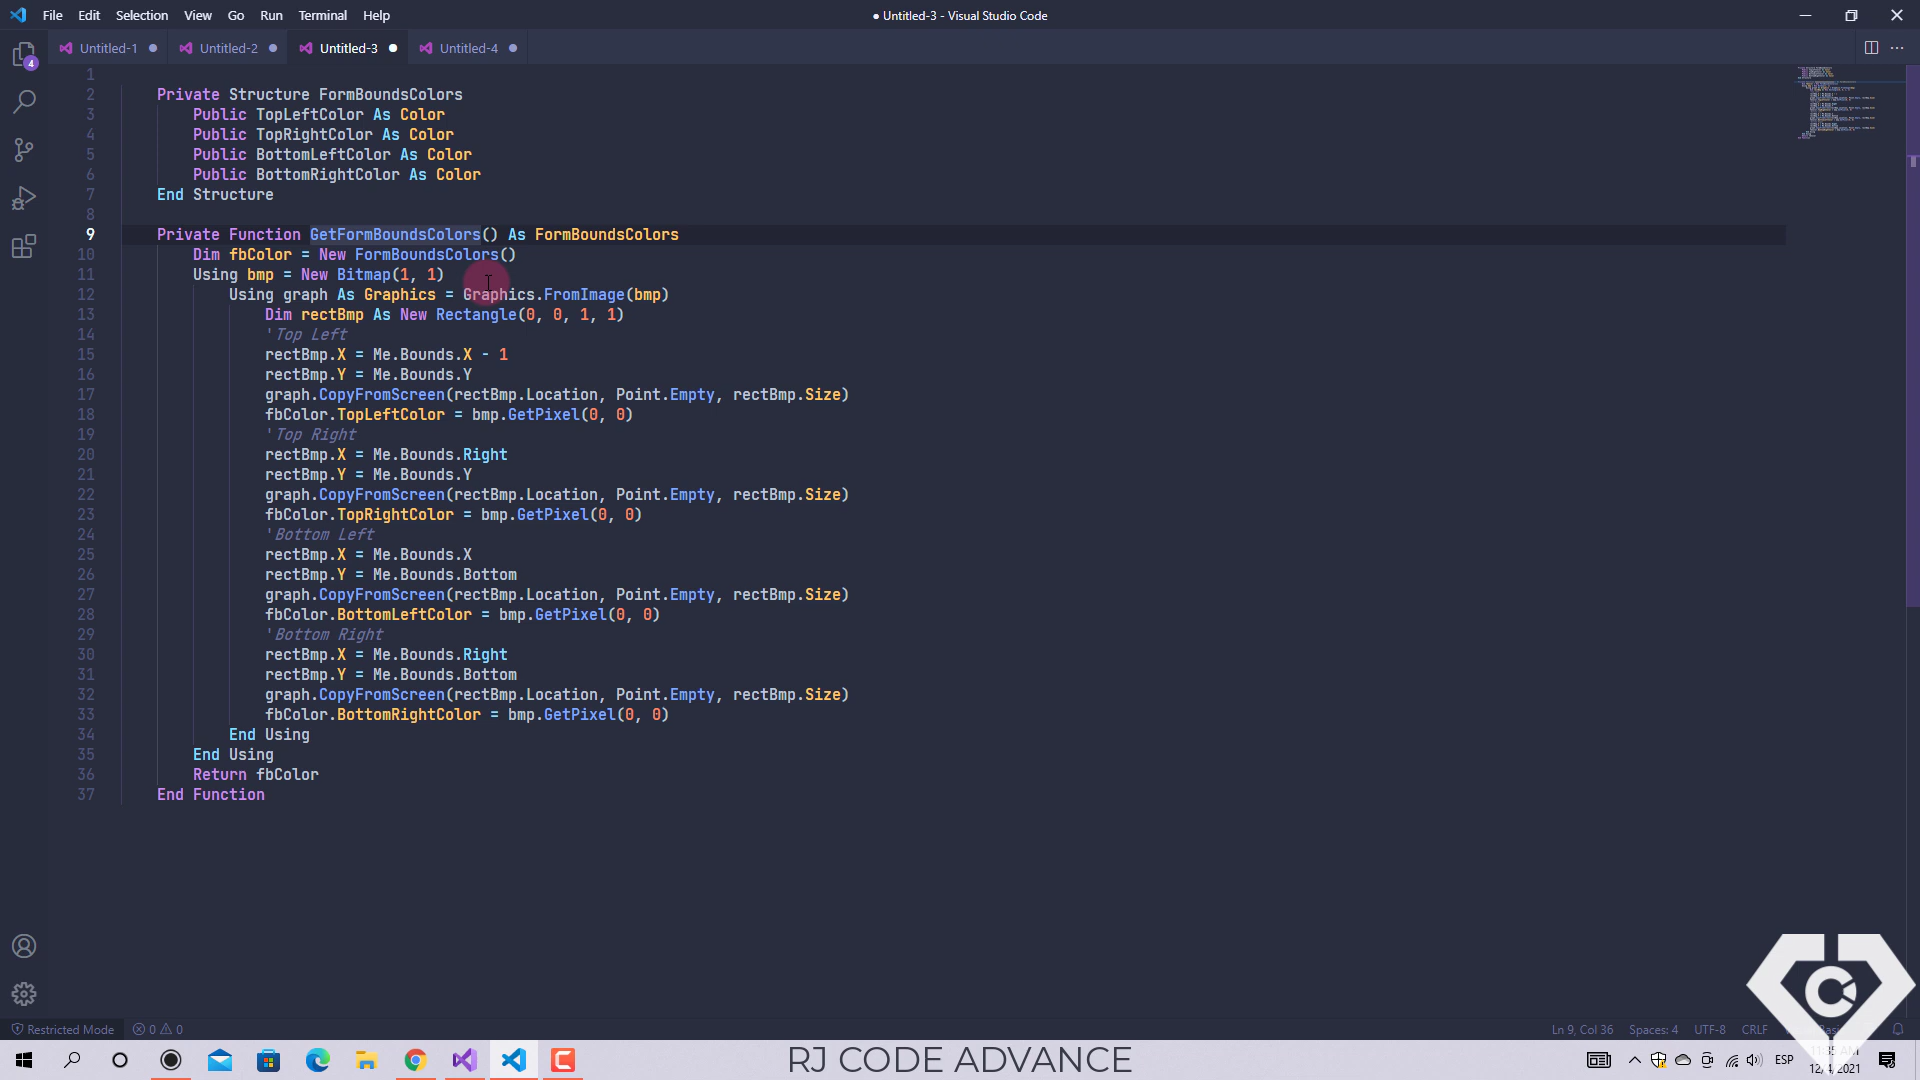 File Edit Selection View Go Run Terminal Help
● Untitled-3 - Visual Studio Code
Untitled-1 Untitled-2 Untitled-3 Untitled-4
4
1
2 Private Structure FormBoundsColors
3 Public TopLeftColor As Color
4 Public TopRightColor As Color
5 Public BottomLeftColor As Color
6 Public BottomRightColor As Color
7 End Structure
8
9 Private Function GetFormBoundsColors() As FormBoundsColors
10 Dim fbColor = New FormBoundsColors()
11 Using bmp = New Bitmap(1, 1)
12 Using graph As Graphics = Graphics.FromImage(bmp)
13 Dim rectBmp As New Rectangle(0, 0, 1, 1)
14 'Top Left
15 rectBmp.X = Me.Bounds.X - 1
16 rectBmp.Y = Me.Bounds.Y
17 graph.CopyFromScreen(rectBmp.Location, Point.Empty, rectBmp.Size)
18 fbColor.TopLeftColor = bmp.GetPixel(0, 0)
19 'Top Right
20 rectBmp.X = Me.Bounds.Right
21 rectBmp.Y = Me.Bounds.Y
22 graph.CopyFromScreen(rectBmp.Location, Point.Empty, rectBmp.Size)
23 fbColor.TopRightColor = bmp.GetPixel(0, 0)
24 'Bottom Left
25 rectBmp.X = Me.Bounds.X
26 rectBmp.Y = Me.Bounds.Bottom
27 graph.CopyFromScreen(rectBmp.Location, Point.Empty, rectBmp.Size)
28 fbColor.BottomLeftColor = bmp.GetPixel(0, 0)
29 'Bottom Right
30 rectBmp.X = Me.Bounds.Right
31 rectBmp.Y = Me.Bounds.Bottom
32 graph.CopyFromScreen(rectBmp.Location, Point.Empty, rectBmp.Size)
33 fbColor.BottomRightColor = bmp.GetPixel(0, 0)
34 End Using
35 End Using
36 Return fbColor
37 End Function
Restricted Mode 0 0
Ln 9, Col 36 Spaces: 4 UTF-8 CRLF
RJ CODE ADVANCE
ESP
12/4/2021